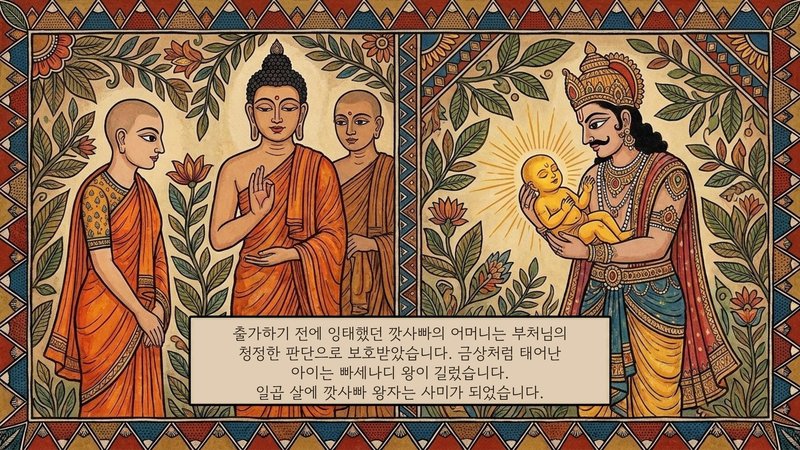 출가하기 전에 잉태했던 깟사빠의 어머니는 부처님의
청정한 판단으로 보호받았습니다. 금상처럼 태어난
아이는 빠세나디 왕이 길렀습니다.
일곱 살에 깟사빠 왕자는 사미가 되었습니다.